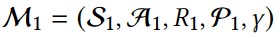 𝓜₁ = (𝓢₁, 𝓐₁, R₁, 𝓟₁, γ)